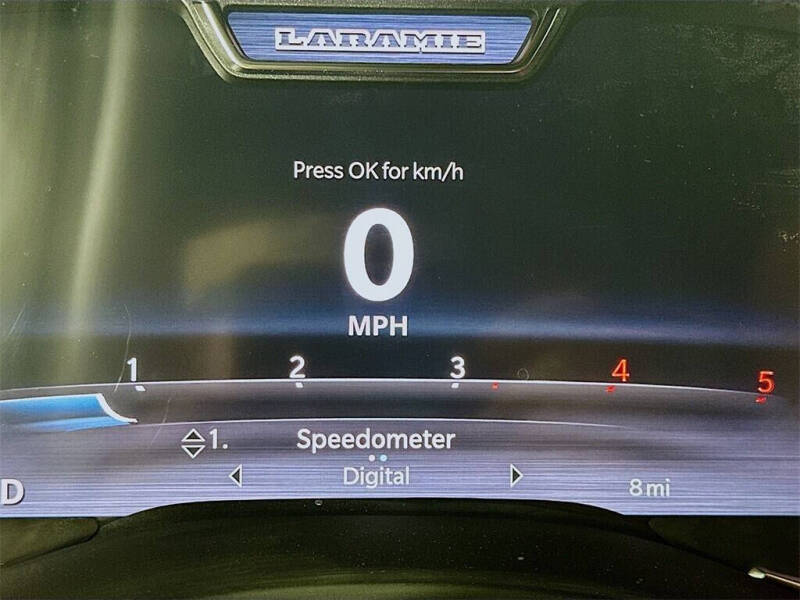 LARAMIE
Press OK for km/h
0
MPH
1 2 3 4 5
1. Speedometer
Digital
D
8 mi